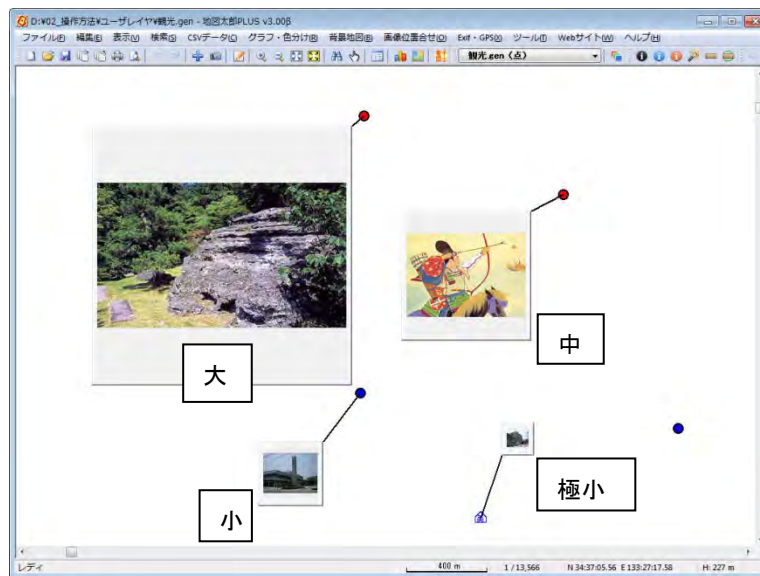 D:¥02_操作方法¥ユーザレイヤ¥観光.gen - 地図太郎PLUS v3.00β
ファイル(F) 編集(E) 表示(V) 検索(S) CSVデータ(C) グラフ・色分け(R) 背景地図(B) 画像位置合せ(O) Exif・GPS(X) ツール(T) Webサイト(W) ヘルプ(H)
観光.gen (点)
大
中
小
極小
レディ 400 m 1 / 13,566 N 34:37:05.56 E 133:27:17.58 H: 227 m